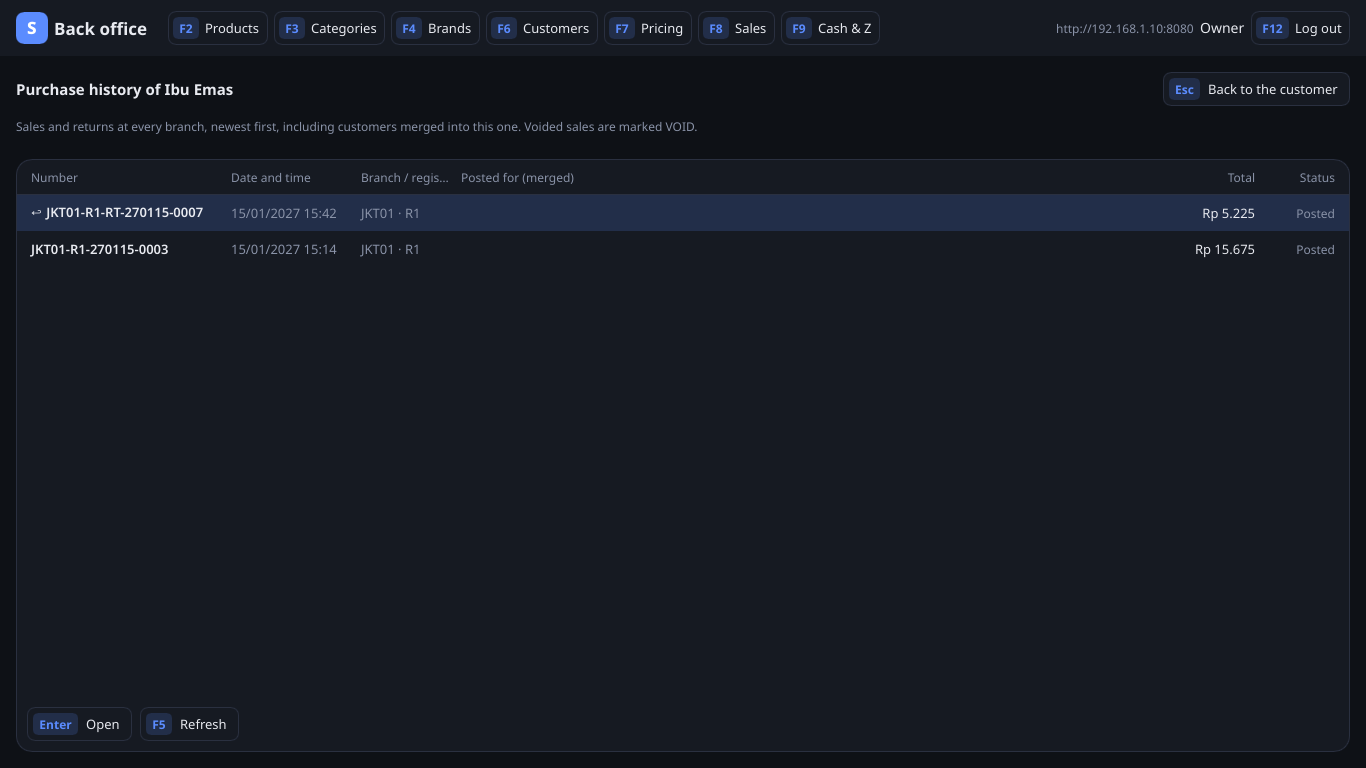 S Back office F2 Products F3 Categories F4 Brands F6 Customers F7 Pricing F8 Sales F9 Cash & Z http://192.168.1.10:8080 Owner F12 Log out
Purchase history of Ibu Emas Esc Back to the customer
Sales and returns at every branch, newest first, including customers merged into this one. Voided sales are marked VOID.
Number Date and time Branch / regis... Posted for (merged) Total Status
↩ JKT01-R1-RT-270115-0007 15/01/2027 15:42 JKT01 · R1 Rp 5.225 Posted
JKT01-R1-270115-0003 15/01/2027 15:14 JKT01 · R1 Rp 15.675 Posted
Enter Open F5 Refresh